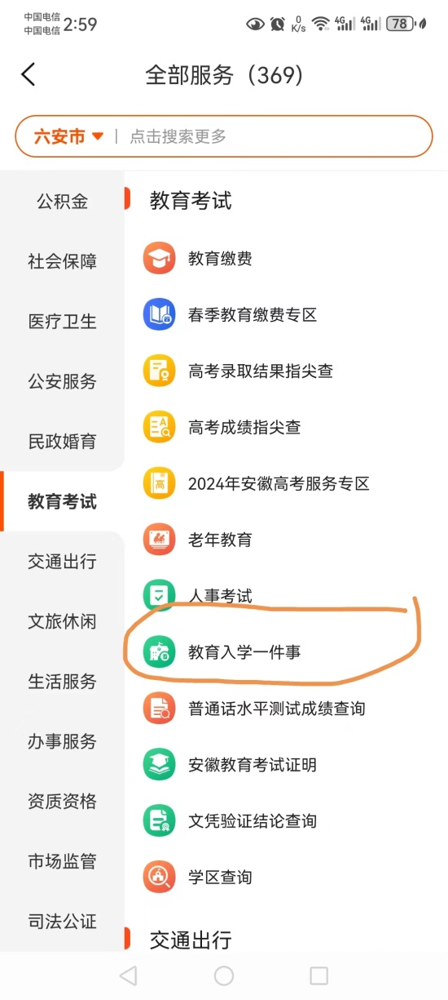 中国电信
中国电信 2:59 0 K/s 4G 4G 78
全部服务（369）
六安市 点击搜索更多
公积金
社会保障
医疗卫生
公安服务
民政婚育
教育考试
交通出行
文旅休闲
生活服务
办事服务
资质资格
市场监管
司法公证
教育考试
教育缴费
春季教育缴费专区
高考录取结果指尖查
高考成绩指尖查
高
2024年安徽高考服务专区
老年教育
人事考试
教育入学一件事
普通话水平测试成绩查询
安徽教育考试证明
文凭验证结论查询
学区查询
交通出行